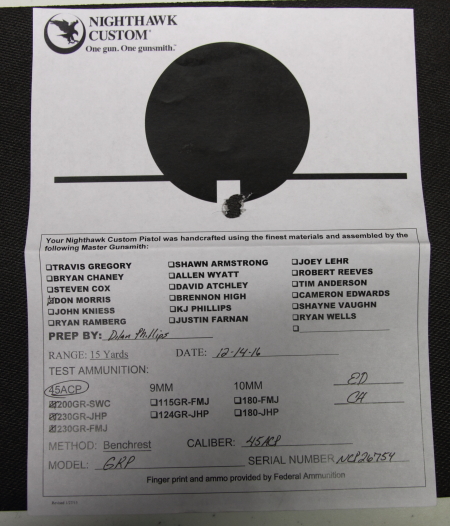 NIGHTHAWK
CUSTOM
One gun. One gunsmith.
Your Nighthawk Custom Pistol was handcrafted using the finest materials and assembled by the
following Master Gunsmith:
☐TRAVIS GREGORY ☐SHAWN ARMSTRONG ☐JOEY LEHR
☐BRYAN CHANEY ☐ALLEN WYATT ☐ROBERT REEVES
☐STEVEN COX ☐DAVID ATCHLEY ☐TIM ANDERSON
☒DON MORRIS ☐BRENNON HIGH ☐CAMERON EDWARDS
☐JOHN KNIESS ☐KJ PHILLIPS ☐SHAYNE VAUGHN
☐RYAN RAMBERG ☐JUSTIN FARNAN ☐RYAN WELLS
PREP BY: Dylan Phillips ☐
RANGE: 15 Yards DATE: 12-14-16
TEST AMMUNITION:
45ACP 9MM 10MM ED
☒200GR-SWC ☐115GR-FMJ ☐180-FMJ CA
☒230GR-JHP ☐124GR-JHP ☐180-JHP
☒230GR-FMJ
METHOD: Benchrest CALIBER: 45ACP
MODEL: GRP SERIAL NUMBER NCP26754
Finger print and ammo provided by Federal Ammunition